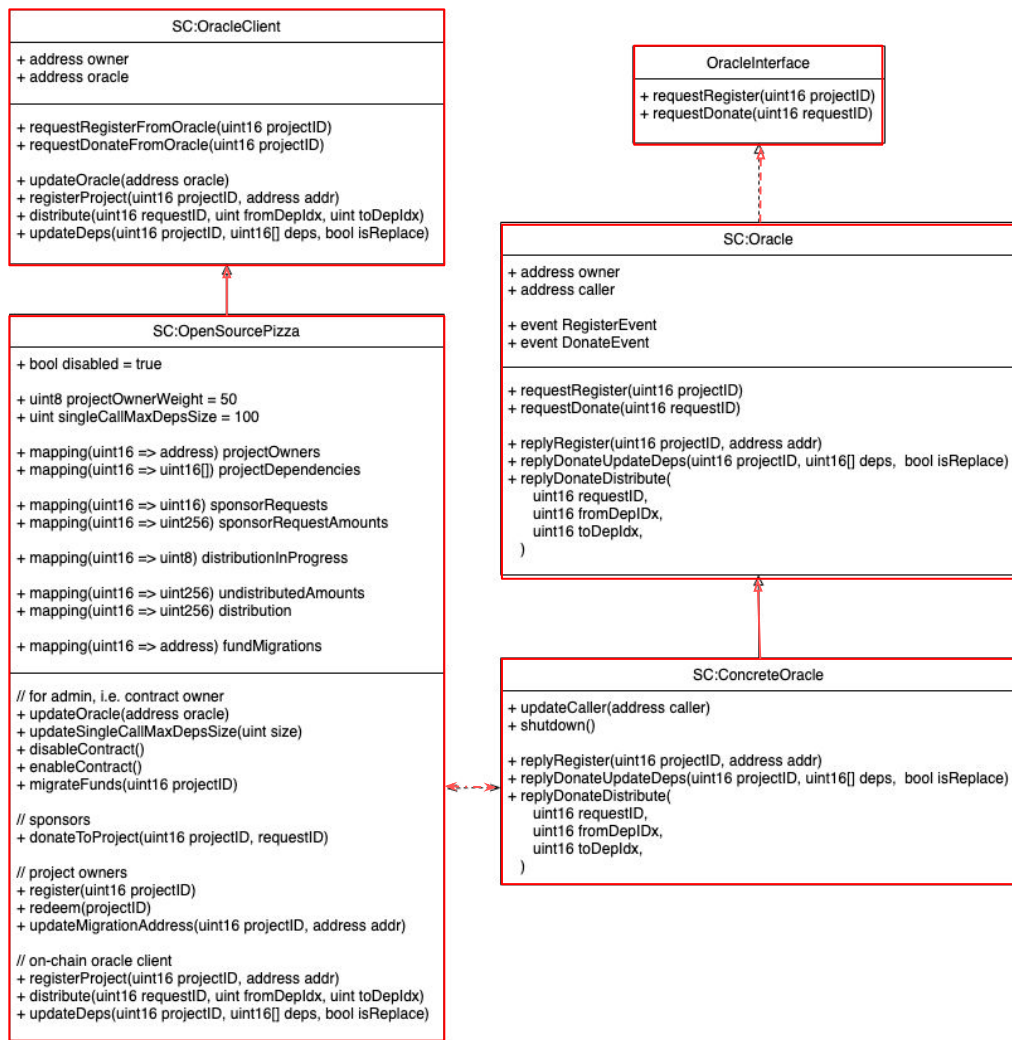 SC:OracleClient
+ address owner
+ address oracle
+ requestRegisterFromOracle(uint16 projectID)
+ requestDonateFromOracle(uint16 projectID)
+ updateOracle(address oracle)
+ registerProject(uint16 projectID, address addr)
+ distribute(uint16 requestID, uint fromDepIdx, uint toDepIdx)
+ updateDeps(uint16 projectID, uint16[] deps, bool isReplace)
SC:OpenSourcePizza
+ bool disabled = true
+ uint8 projectOwnerWeight = 50
+ uint singleCallMaxDepsSize = 100
+ mapping(uint16 => address) projectOwners
+ mapping(uint16 => uint16[]) projectDependencies
+ mapping(uint16 => uint16) sponsorRequests
+ mapping(uint16 => uint256) sponsorRequestAmounts
+ mapping(uint16 => uint8) distributionInProgress
+ mapping(uint16 => uint256) undistributedAmounts
+ mapping(uint16 => uint256) distribution
+ mapping(uint16 => address) fundMigrations
// for admin, i.e. contract owner
+ updateOracle(address oracle)
+ updateSingleCallMaxDepsSize(uint size)
+ disableContract()
+ enableContract()
+ migrateFunds(uint16 projectID)
// sponsors
+ donateToProject(uint16 projectID, requestID)
// project owners
+ register(uint16 projectID)
+ redeem(projectID)
+ updateMigrationAddress(uint16 projectID, address addr)
// on-chain oracle client
+ registerProject(uint16 projectID, address addr)
+ distribute(uint16 requestID, uint fromDepIdx, uint toDepIdx)
+ updateDeps(uint16 projectID, uint16[] deps, bool isReplace)
OracleInterface
+ requestRegister(uint16 projectID)
+ requestDonate(uint16 requestID)
SC:Oracle
+ address owner
+ address caller
+ event RegisterEvent
+ event DonateEvent
+ requestRegister(uint16 projectID)
+ requestDonate(uint16 requestID)
+ replyRegister(uint16 projectID, address addr)
+ replyDonateUpdateDeps(uint16 projectID, uint16[] deps, bool isReplace)
+ replyDonateDistribute(
uint16 requestID,
uint16 fromDepIDx,
uint16 toDepIdx,
)
SC:ConcreteOracle
+ updateCaller(address caller)
+ shutdown()
+ replyRegister(uint16 projectID, address addr)
+ replyDonateUpdateDeps(uint16 projectID, uint16[] deps, bool isReplace)
+ replyDonateDistribute(
uint16 requestID,
uint16 fromDepIDx,
uint16 toDepIdx,
)